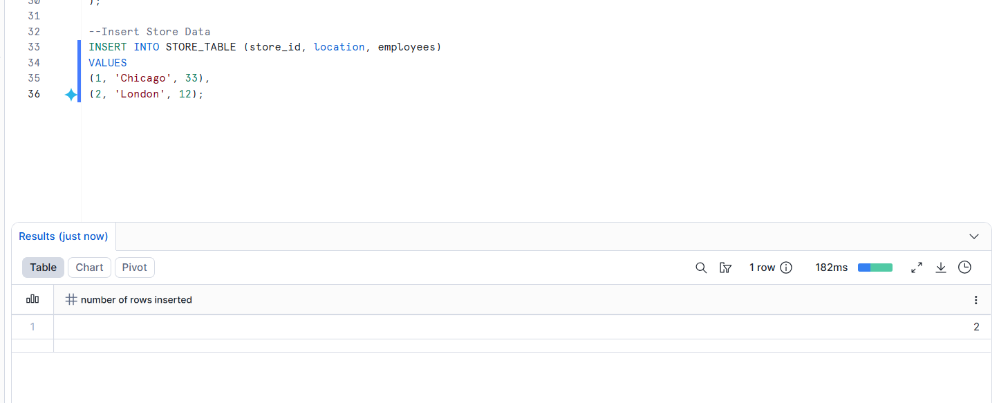 30 );
31
32 --Insert Store Data
33 INSERT INTO STORE_TABLE (store_id, location, employees)
34 VALUES
35 (1, 'Chicago', 33),
36 (2, 'London', 12);
Results (just now)
Table Chart Pivot 1 row 182ms
number of rows inserted
1 2